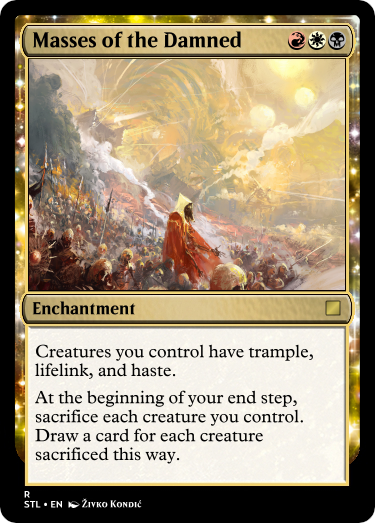 Masses of the Damned
Enchantment
Creatures you control have trample,
lifelink, and haste.
At the beginning of your end step,
sacrifice each creature you control.
Draw a card for each creature
sacrificed this way.
R
STL • EN Živko Kondić